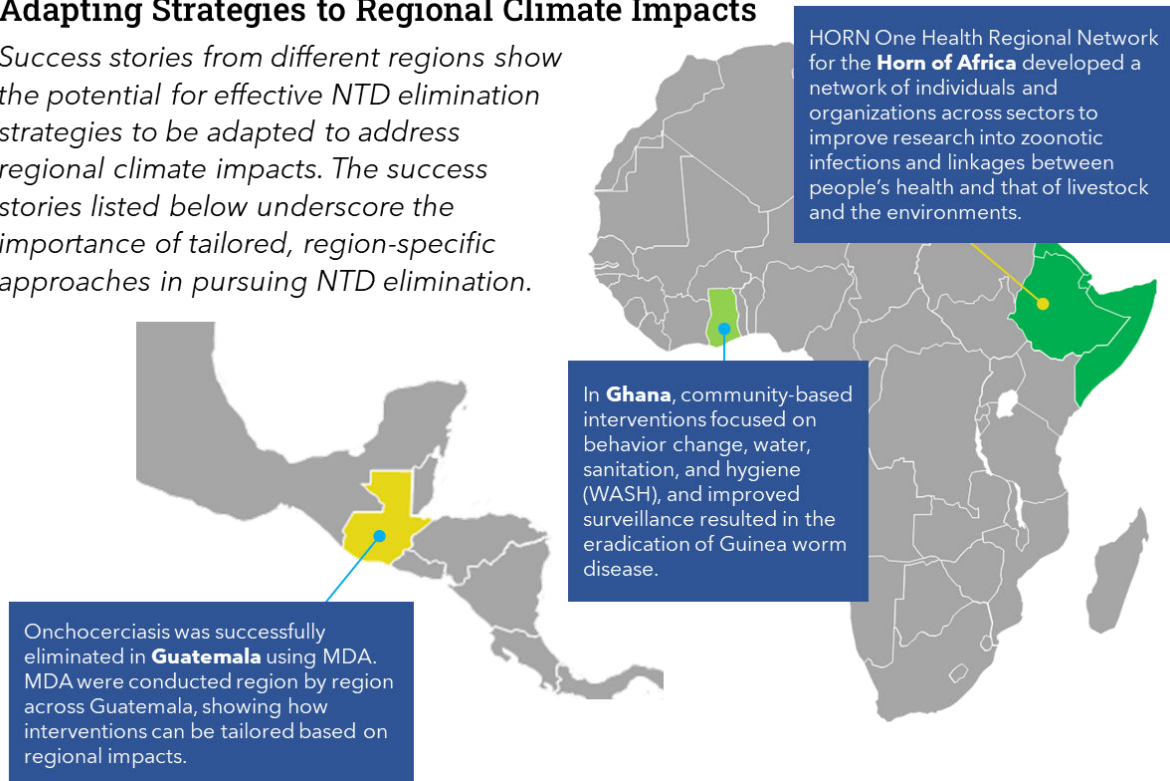 Adapting Strategies to Regional Climate Impacts
Success stories from different regions show
the potential for effective NTD elimination
strategies to be adapted to address
regional climate impacts. The success
stories listed below underscore the
importance of tailored, region-specific
approaches in pursuing NTD elimination.
HORN One Health Regional Network
for the Horn of Africa developed a
network of individuals and
organizations across sectors to
improve research into zoonotic
infections and linkages between
people's health and that of livestock
and the environments.
In Ghana, community-based
interventions focused on
behavior change, water,
sanitation, and hygiene
(WASH), and improved
surveillance resulted in the
eradication of Guinea worm
disease.
Onchocerciasis was successfully
eliminated in Guatemala using MDA.
MDA were conducted region by region
across Guatemala, showing how
interventions can be tailored based on
regional impacts.